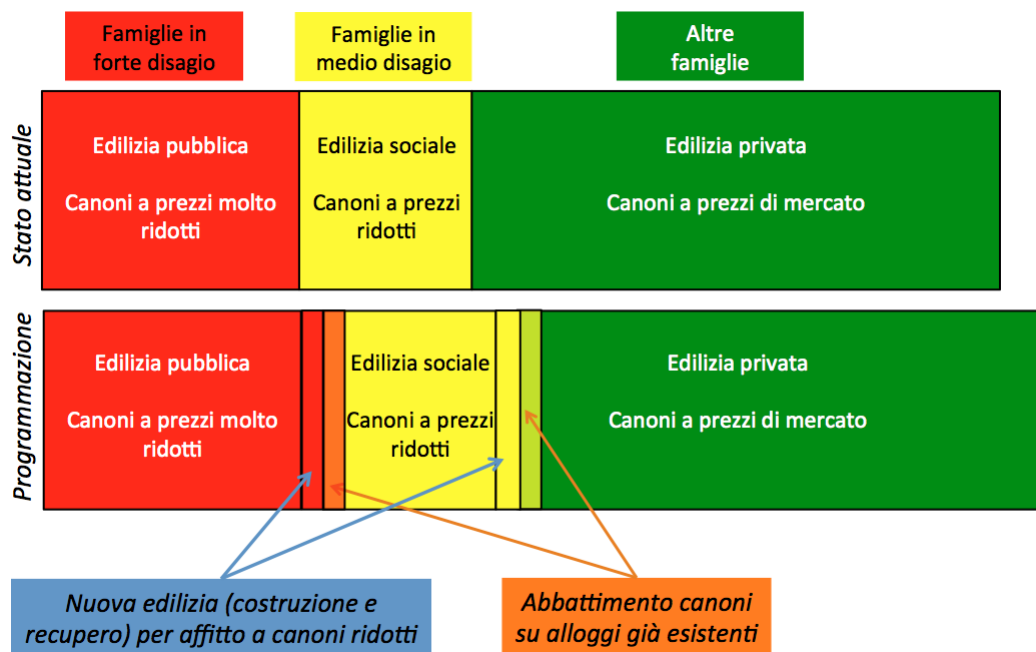 Famiglie in
forte disagio
Famiglie in
medio disagio
Altre
famiglie
Stato attuale
Edilizia pubblica
Canoni a prezzi molto
ridotti
Edilizia sociale
Canoni a prezzi
ridotti
Edilizia privata
Canoni a prezzi di mercato
Programmazione
Edilizia pubblica
Canoni a prezzi molto
ridotti
Edilizia sociale
Canoni a prezzi
ridotti
Edilizia privata
Canoni a prezzi di mercato
Nuova edilizia (costruzione e
recupero) per affitto a canoni ridotti
Abbattimento canoni
su alloggi già esistenti